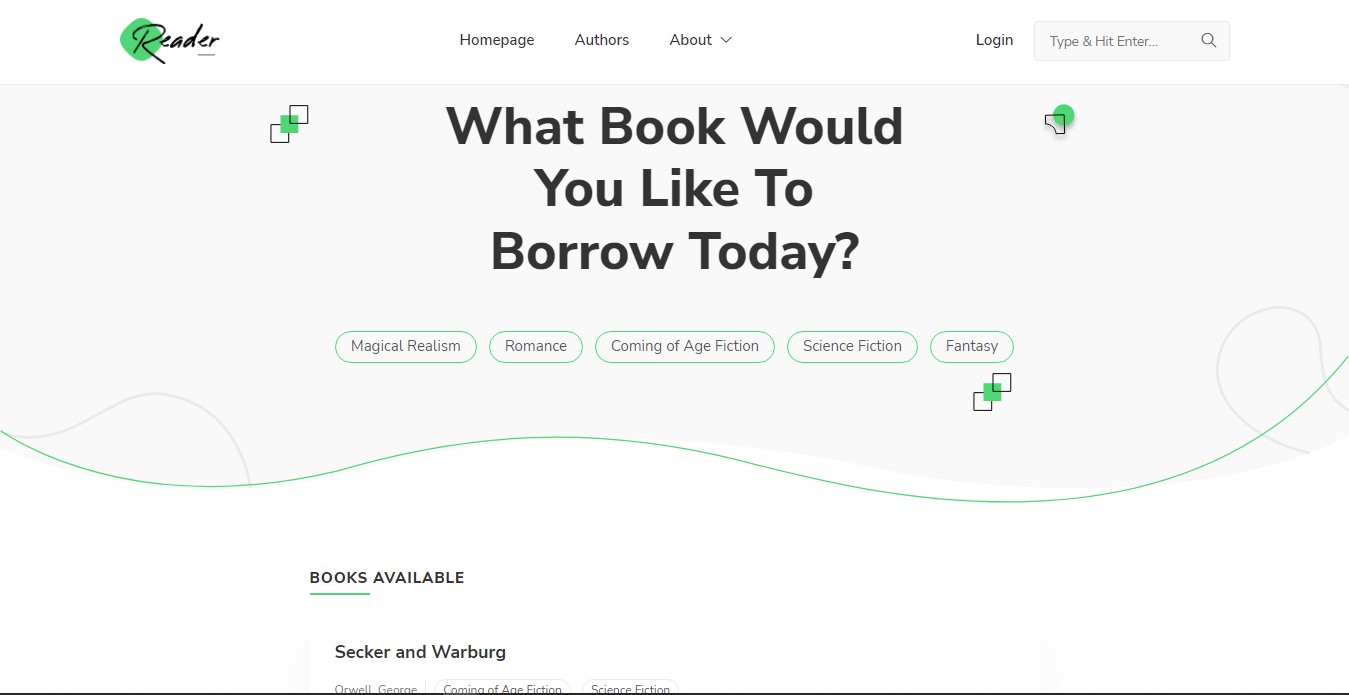 Reader
Homepage Authors About Login Type & Hit Enter...
What Book Would
You Like To
Borrow Today?
Magical Realism Romance Coming of Age Fiction Science Fiction Fantasy
BOOKS AVAILABLE
Secker and Warburg
Orwell, George Coming of Age Fiction Science Fiction